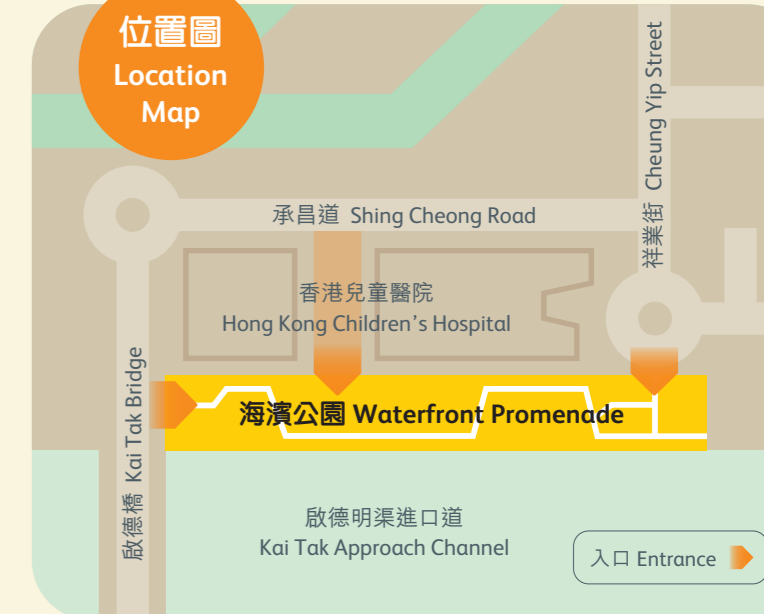 位置圖
Location
Map
承昌道 Shing Cheong Road
祥業街 Cheung Yip Street
香港兒童醫院
Hong Kong Children’s Hospital
啟德橋 Kai Tak Bridge
海濱公園 Waterfront Promenade
啟德明渠進口道
Kai Tak Approach Channel
入口 Entrance